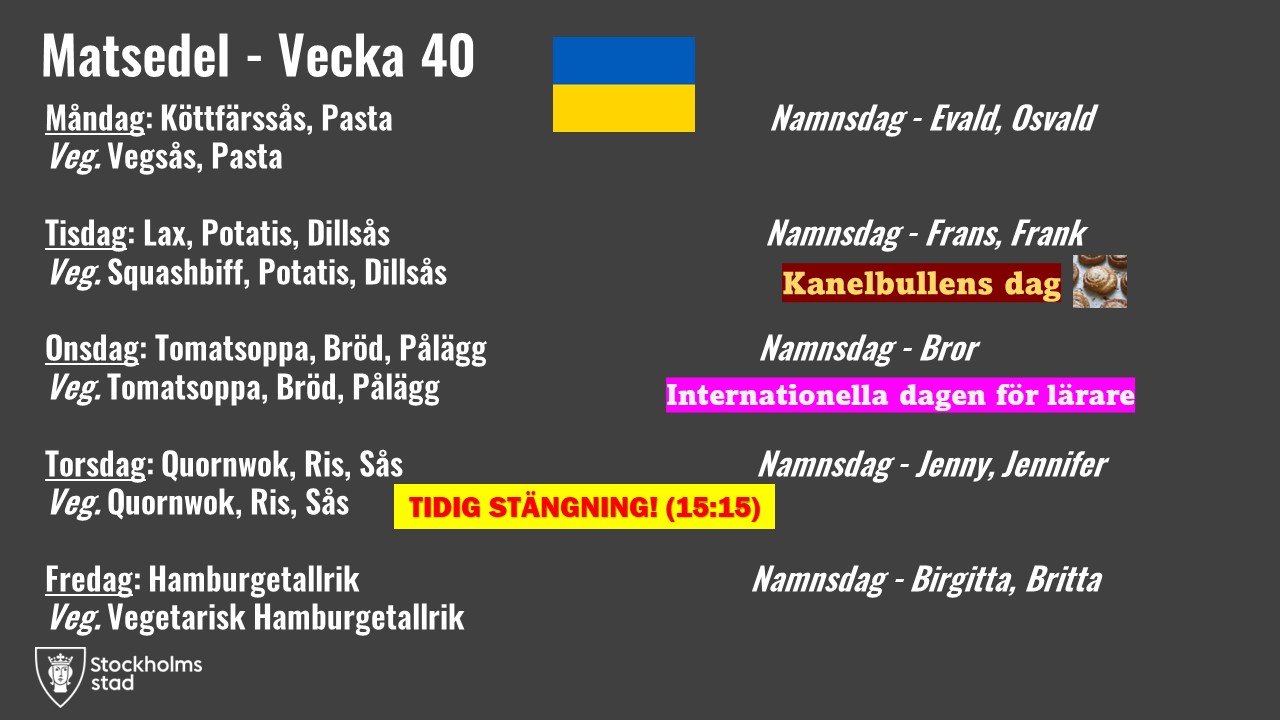 Matsedel - Vecka 40
Måndag: Köttfärssås, Pasta
Namnsdag - Evald, Osvald
Veg. Vegsås, Pasta
Tisdag: Lax, Potatis, Dillsås
Namnsdag - Frans, Frank
Veg. Squashbiff, Potatis, Dillsås
Kanelbullens dag
Onsdag: Tomatsoppa, Bröd, Pålägg
Namnsdag - Bror
Veg. Tomatsoppa, Bröd, Pålägg
Internationella dagen för lärare
Torsdag: Quornwok, Ris, Sås
Namnsdag - Jenny, Jennifer
Veg. Quornwok, Ris, Sås
TIDIG STÄNGNING! (15:15)
Fredag: Hamburgetallrik
Namnsdag - Birgitta, Britta
Veg. Vegetarisk Hamburgetallrik
Stockholms
stad